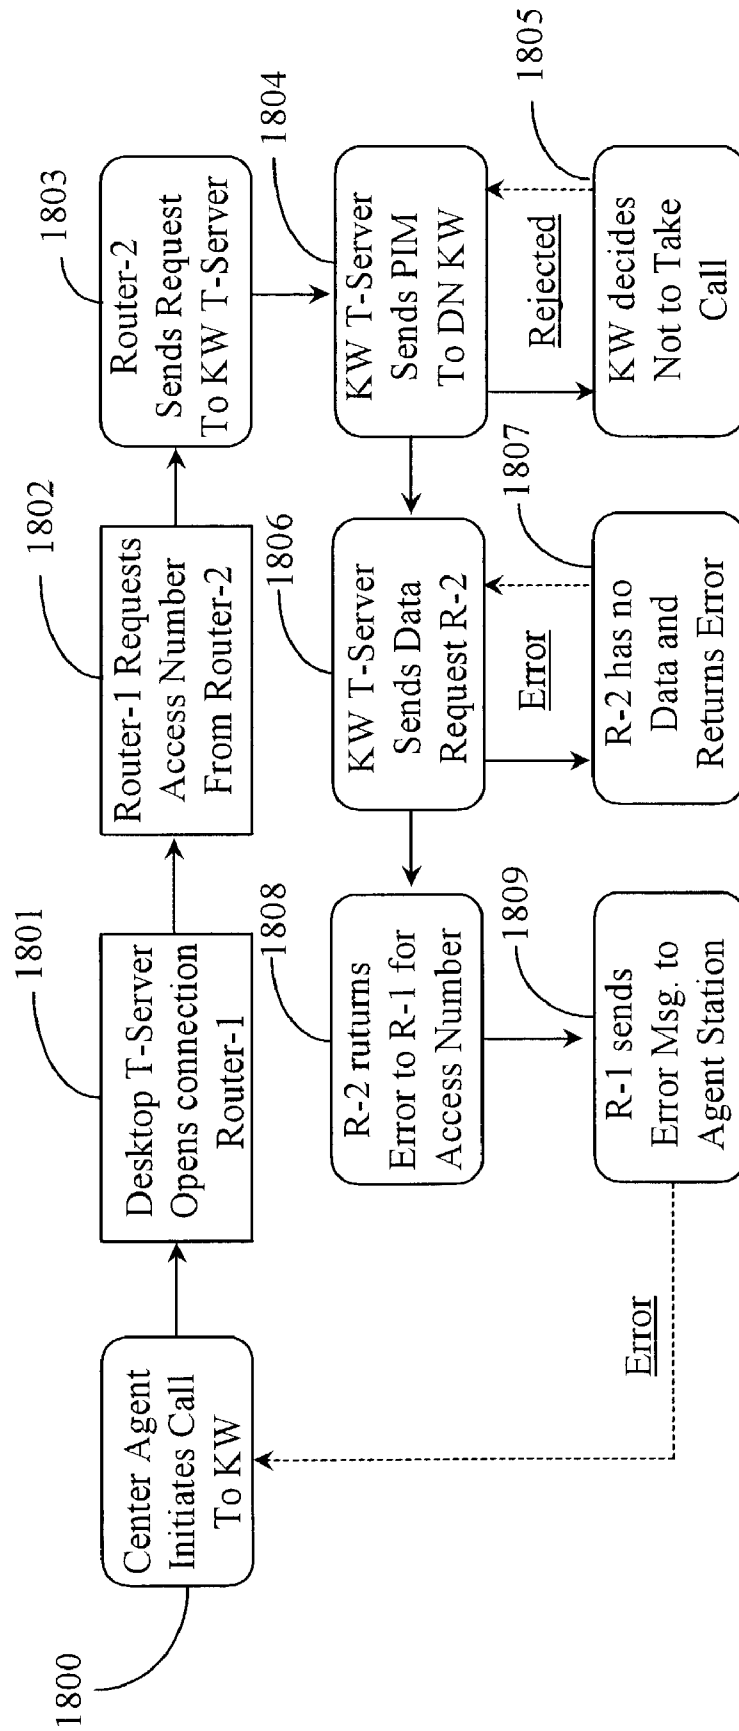 1800
Center Agent
Initiates Call
To KW
1801
Desktop T-Server
Opens connection
Router-1
1802
Router-1 Requests
Access Number
From Router-2
1803
Router-2
Sends Request
To KW T-Server
1804
KW T-Server
Sends PIM
To DN KW
Rejected
1805
KW decides
Not to Take
Call
1806
KW T-Server
Sends Data
Request R-2
Error
1807
R-2 has no
Data and
Returns Error
1808
R-2 ruturns
Error to R-1 for
Access Number
1809
R-1 sends
Error Msg. to
Agent Station
Error